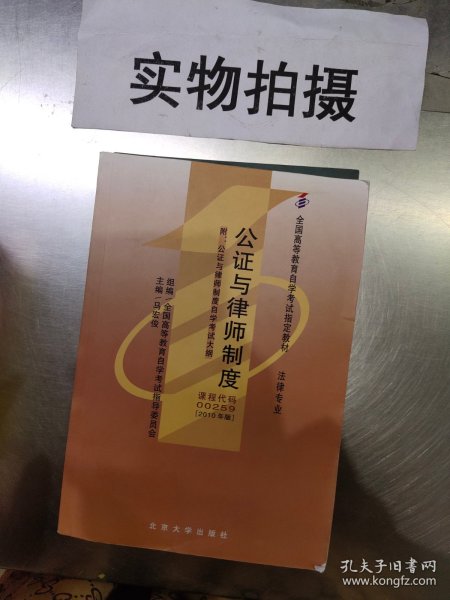 实物拍摄
全国高等教育自学考试指定教材 法律专业
公证与律师制度
附：公证与律师制度自学考试大纲
课程代码
00259
[2010年版]
组编/全国高等教育自学考试指导委员会
主编/马宏俊
北京大学出版社
孔夫子旧书网
www.kongfz.com